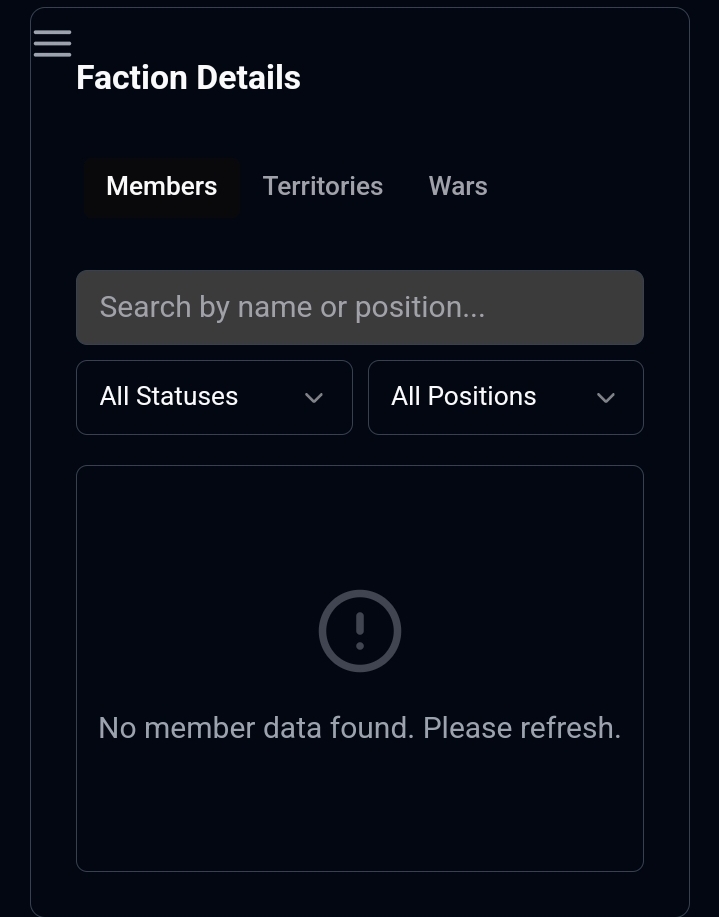 Faction Details
Members Territories Wars
Search by name or position...
All Statuses All Positions
No member data found. Please refresh.